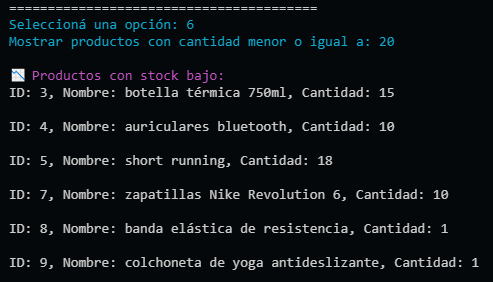 ========================================
Seleccioná una opción: 6
Mostrar productos con cantidad menor o igual a: 20
📉 Productos con stock bajo:
ID: 3, Nombre: botella térmica 750ml, Cantidad: 15
ID: 4, Nombre: auriculares bluetooth, Cantidad: 10
ID: 5, Nombre: short running, Cantidad: 18
ID: 7, Nombre: zapatillas Nike Revolution 6, Cantidad: 10
ID: 8, Nombre: banda elástica de resistencia, Cantidad: 1
ID: 9, Nombre: colchoneta de yoga antideslizante, Cantidad: 1